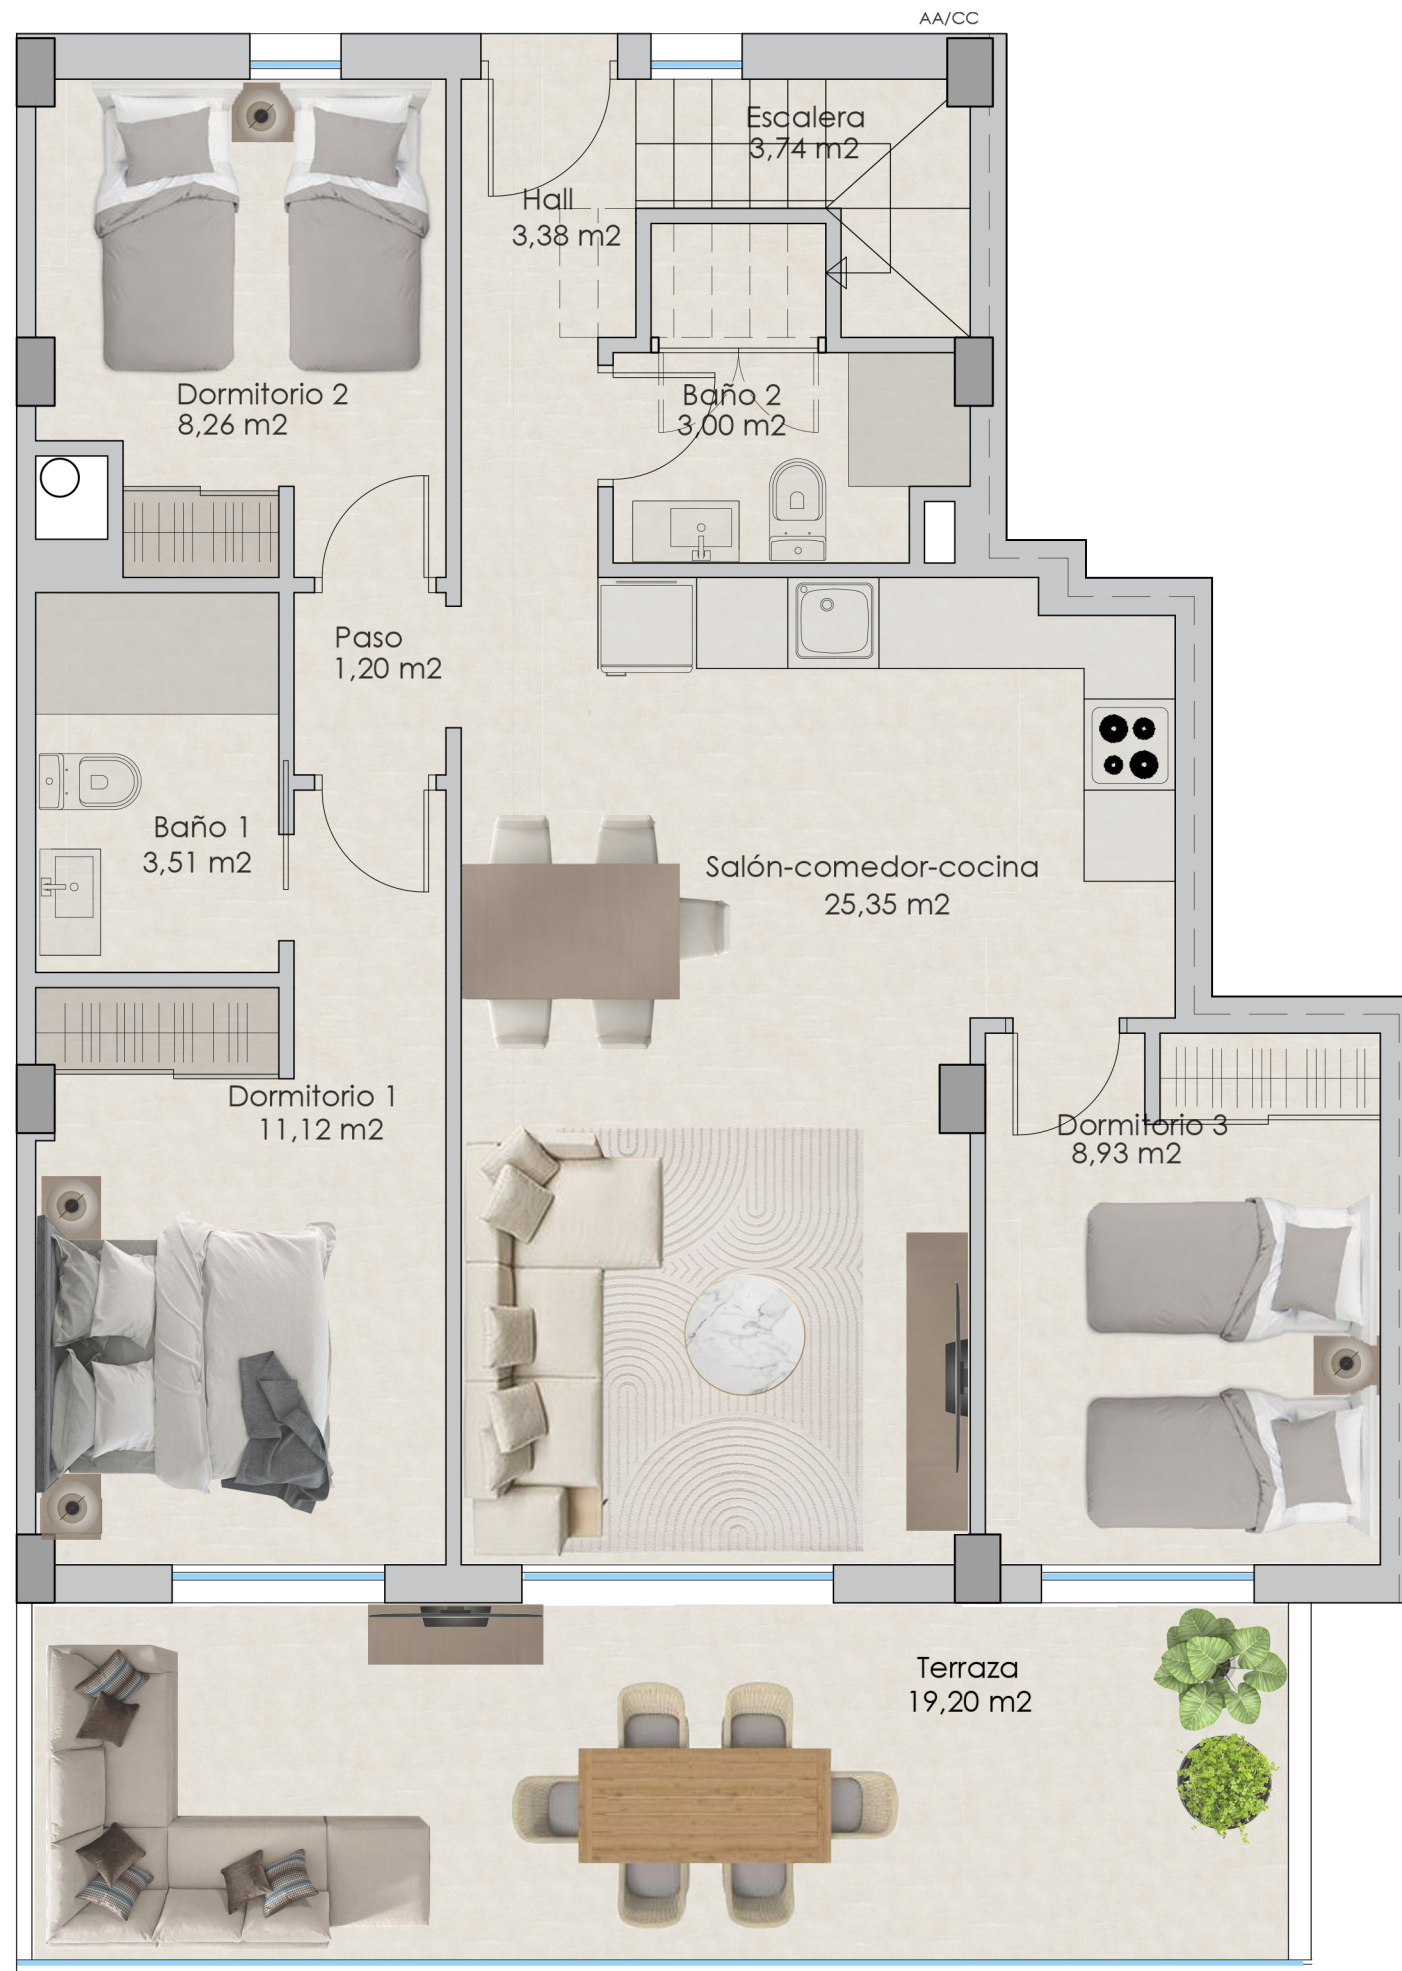 AA/CC
Escalera
3,74 m2
Hall
3,38 m2
Dormitorio 2
8,26 m2
Baño 2
3,00 m2
Paso
1,20 m2
Baño 1
3,51 m2
Salón-comedor-cocina
25,35 m2
Dormitorio 1
11,12 m2
Dormitorio 3
8,93 m2
Terraza
19,20 m2